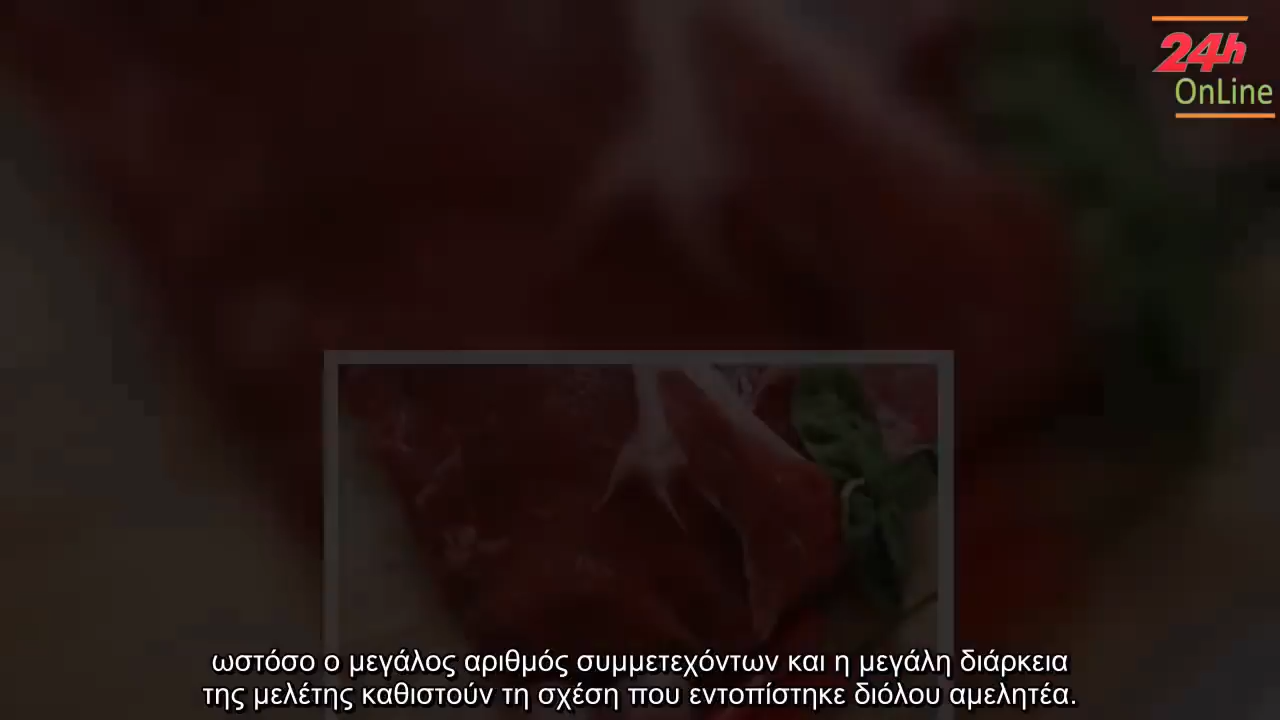 24h
OnLine
ωστόσο ο μεγάλος αριθμός συμμετεχόντων και η μεγάλη διάρκεια
της μελέτης καθιστούν τη σχέση που εντοπίστηκε διόλου αμελητέα.